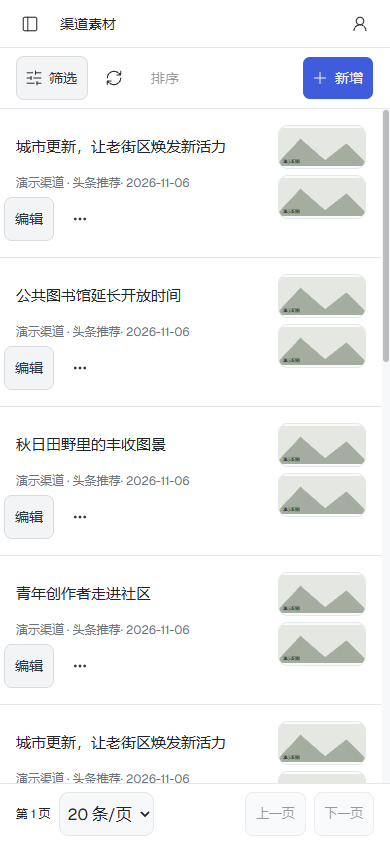 渠道素材
筛选 排序 新增
城市更新，让老街区焕发新活力
演示渠道 · 头条推荐· 2026-11-06
编辑 ···
公共图书馆延长开放时间
演示渠道 · 头条推荐· 2026-11-06
编辑 ···
秋日田野里的丰收图景
演示渠道 · 头条推荐· 2026-11-06
编辑 ···
青年创作者走进社区
演示渠道 · 头条推荐· 2026-11-06
编辑 ···
城市更新，让老街区焕发新活力
演示渠道 · 头条推荐· 2026-11-06
第 1 页 20 条/页 上一页 下一页